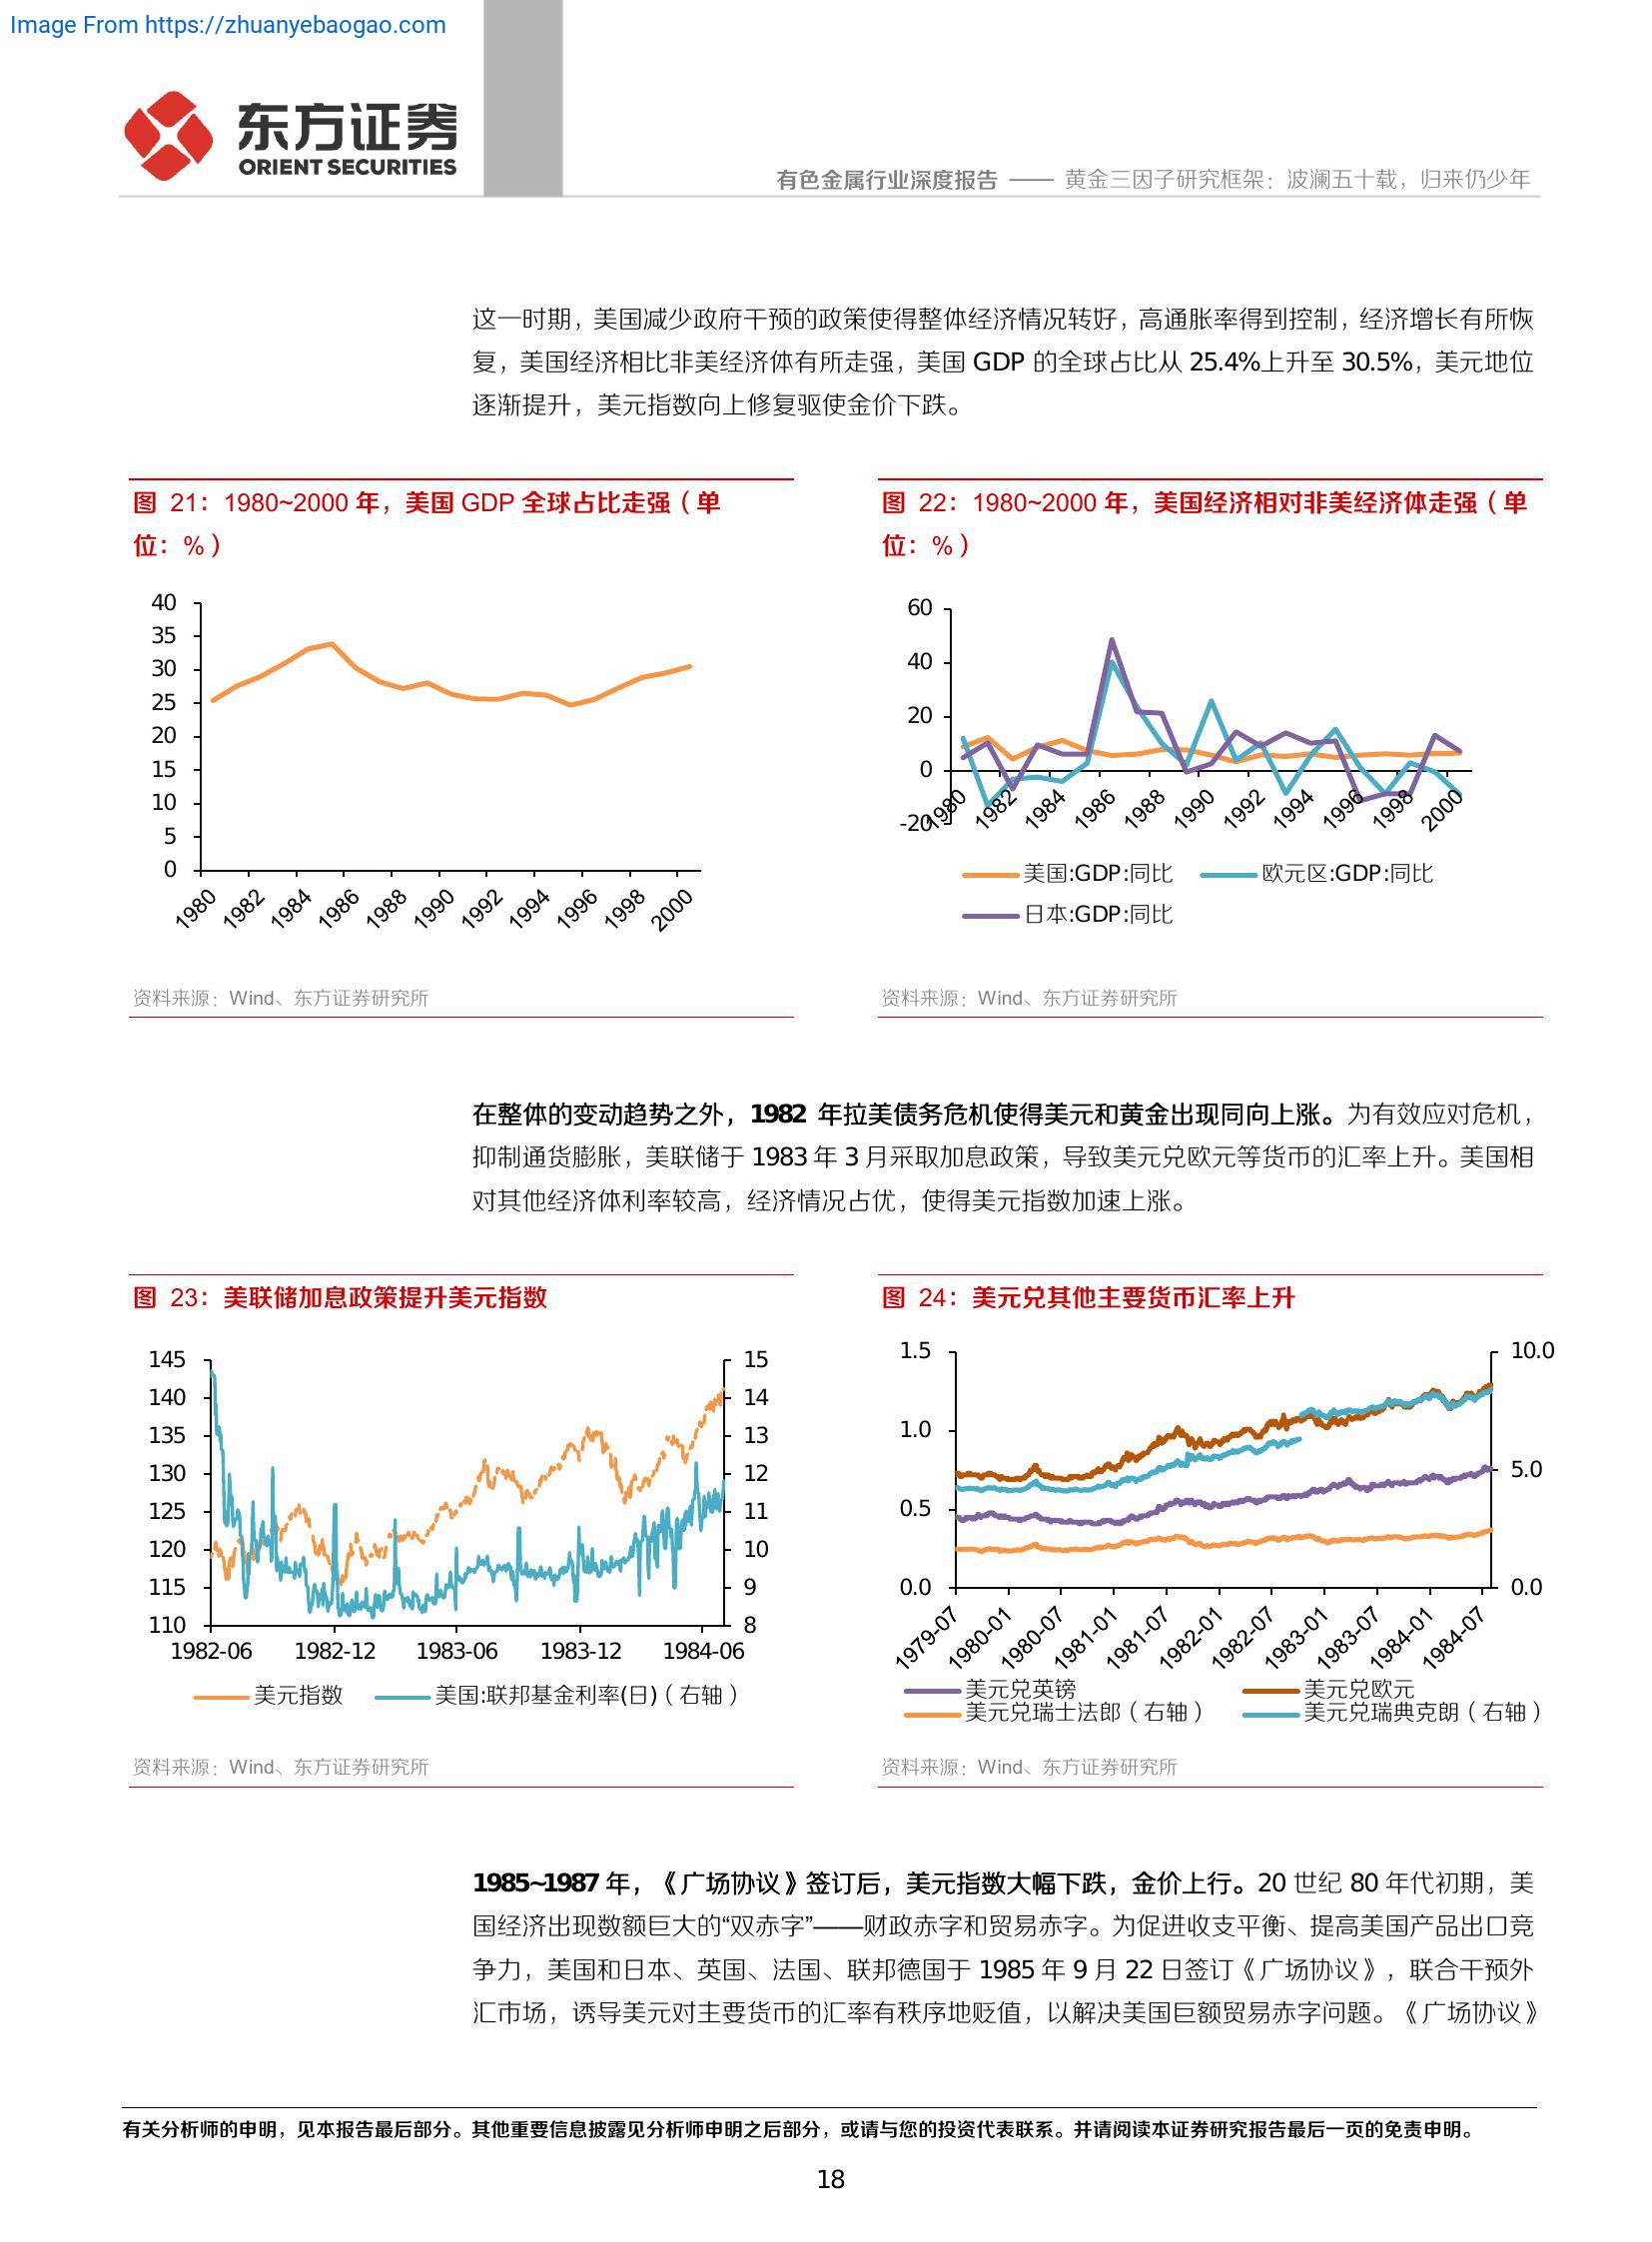 Image From https://zhuanyebaogao.com
东方证券
ORIENT SECURITIES
有色金属行业深度报告 —— 黄金三因子研究框架：波澜五十载，归来仍少年
这一时期，美国减少政府干预的政策使得整体经济情况转好，高通胀率得到控制，经济增长有所恢
复，美国经济相比非美经济体有所走强，美国 GDP 的全球占比从 25.4%上升至 30.5%，美元地位
逐渐提升，美元指数向上修复驱使金价下跌。
图 21：1980~2000 年，美国 GDP 全球占比走强（单
位：%）
40
35
30
25
20
15
10
5
0
1980
1982
1984
1986
1988
1990
1992
1994
1996
1998
2000
资料来源：Wind、东方证券研究所
图 22：1980~2000 年，美国经济相对非美经济体走强（单
位：%）
60
40
20
0
-20
1980
1982
1984
1986
1988
1990
1992
1994
1996
1998
2000
美国:GDP:同比
欧元区:GDP:同比
日本:GDP:同比
资料来源：Wind、东方证券研究所
在整体的变动趋势之外，1982 年拉美债务危机使得美元和黄金出现同向上涨。为有效应对危机，
抑制通货膨胀，美联储于 1983 年 3 月采取加息政策，导致美元兑欧元等货币的汇率上升。美国相
对其他经济体利率较高，经济情况占优，使得美元指数加速上涨。
图 23：美联储加息政策提升美元指数
145
140
135
130
125
120
115
110
15
14
13
12
11
10
9
8
1982-06
1982-12
1983-06
1983-12
1984-06
美元指数
美国:联邦基金利率(日)（右轴）
资料来源：Wind、东方证券研究所
图 24：美元兑其他主要货币汇率上升
1.5
1.0
0.5
0.0
10.0
5.0
0.0
1979-07
1980-01
1980-07
1981-01
1981-07
1982-01
1982-07
1983-01
1983-07
1984-01
1984-07
美元兑英镑
美元兑欧元
美元兑瑞士法郎（右轴）
美元兑瑞典克朗（右轴）
资料来源：Wind、东方证券研究所
1985~1987 年，《广场协议》签订后，美元指数大幅下跌，金价上行。20 世纪 80 年代初期，美
国经济出现数额巨大的“双赤字”——财政赤字和贸易赤字。为促进收支平衡、提高美国产品出口竞
争力，美国和日本、英国、法国、联邦德国于 1985 年 9 月 22 日签订《广场协议》，联合干预外
汇市场，诱导美元对主要货币的汇率有秩序地贬值，以解决美国巨额贸易赤字问题。《广场协议》
有关分析师的申明，见本报告最后部分。其他重要信息披露见分析师申明之后部分，或请与您的投资代表联系。并请阅读本证券研究报告最后一页的免责申明。
18